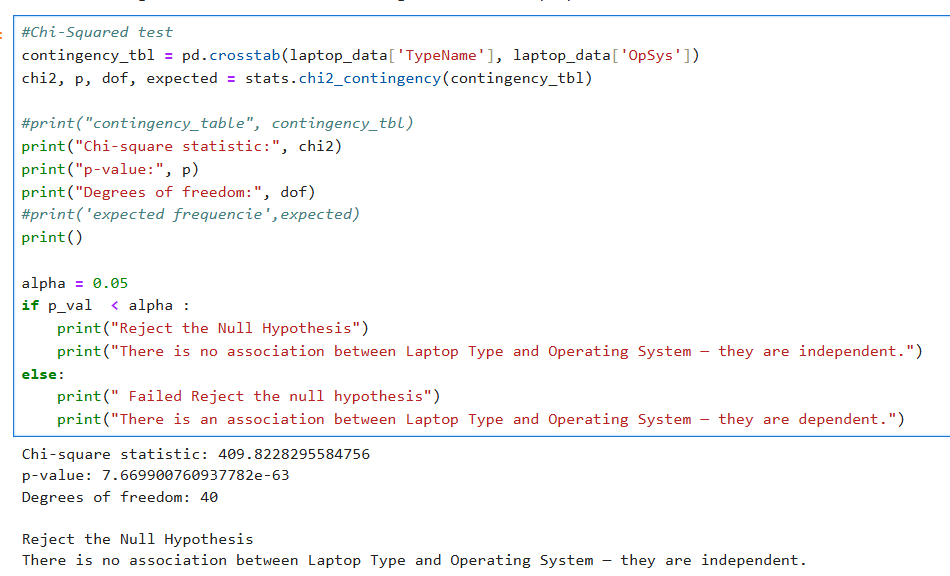 #Chi-Squared test
contingency_tbl = pd.crosstab(laptop_data['TypeName'], laptop_data['OpSys'])
chi2, p, dof, expected = stats.chi2_contingency(contingency_tbl)
#print("contingency_table", contingency_tbl)
print("Chi-square statistic:", chi2)
print("p-value:", p)
print("Degrees of freedom:", dof)
#print('expected frequencie',expected)
print()
alpha = 0.05
if p_val  < alpha :
    print("Reject the Null Hypothesis")
    print("There is no association between Laptop Type and Operating System — they are independent.")
else:
    print(" Failed Reject the null hypothesis")
    print("There is an association between Laptop Type and Operating System — they are dependent.")
Chi-square statistic: 409.8228295584756
p-value: 7.669900760937782e-63
Degrees of freedom: 40
Reject the Null Hypothesis
There is no association between Laptop Type and Operating System — they are independent.